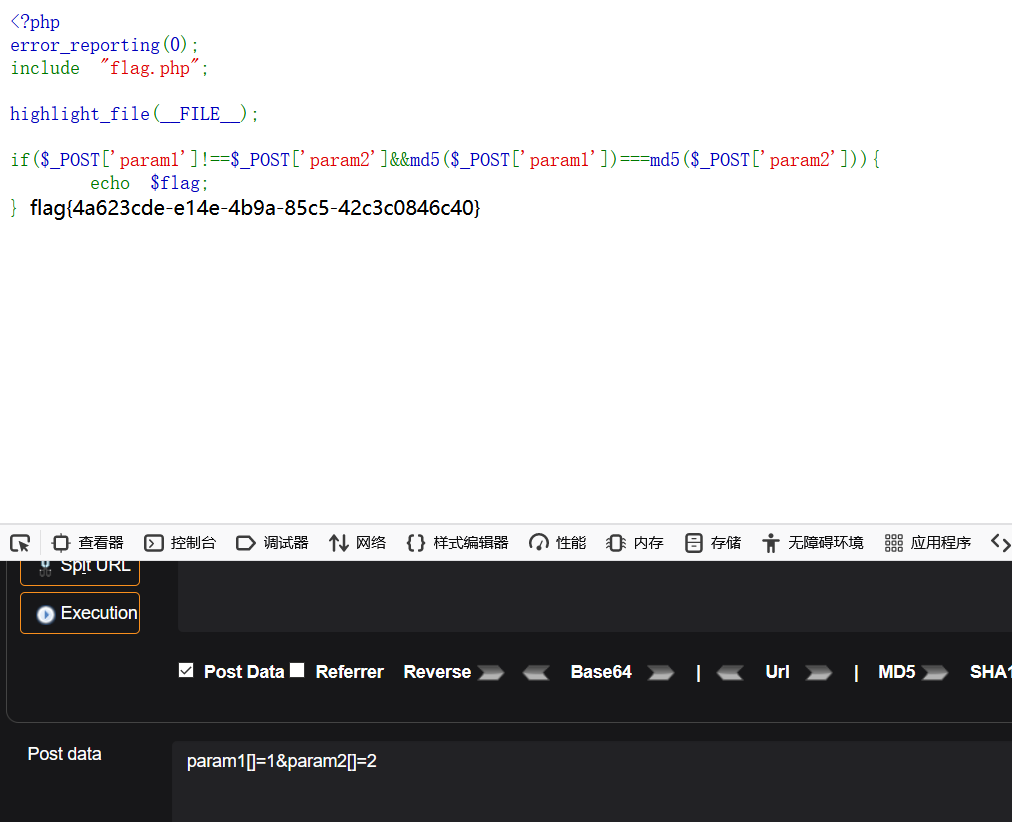 <?php
error_reporting(0);
include "flag.php";
highlight_file(__FILE__);
if($_POST['param1']!==$_POST['param2']&&md5($_POST['param1'])===md5($_POST['param2'])){
echo $flag;
} flag{4a623cde-e14e-4b9a-85c5-42c3c0846c40}
查看器 控制台 调试器 网络 样式编辑器 性能 内存 存储 无障碍环境 应用程序
Split URL
Execution
Post Data Referrer Reverse Base64 | Url | MD5 SHA1
Post data
param1[]=1&param2[]=2